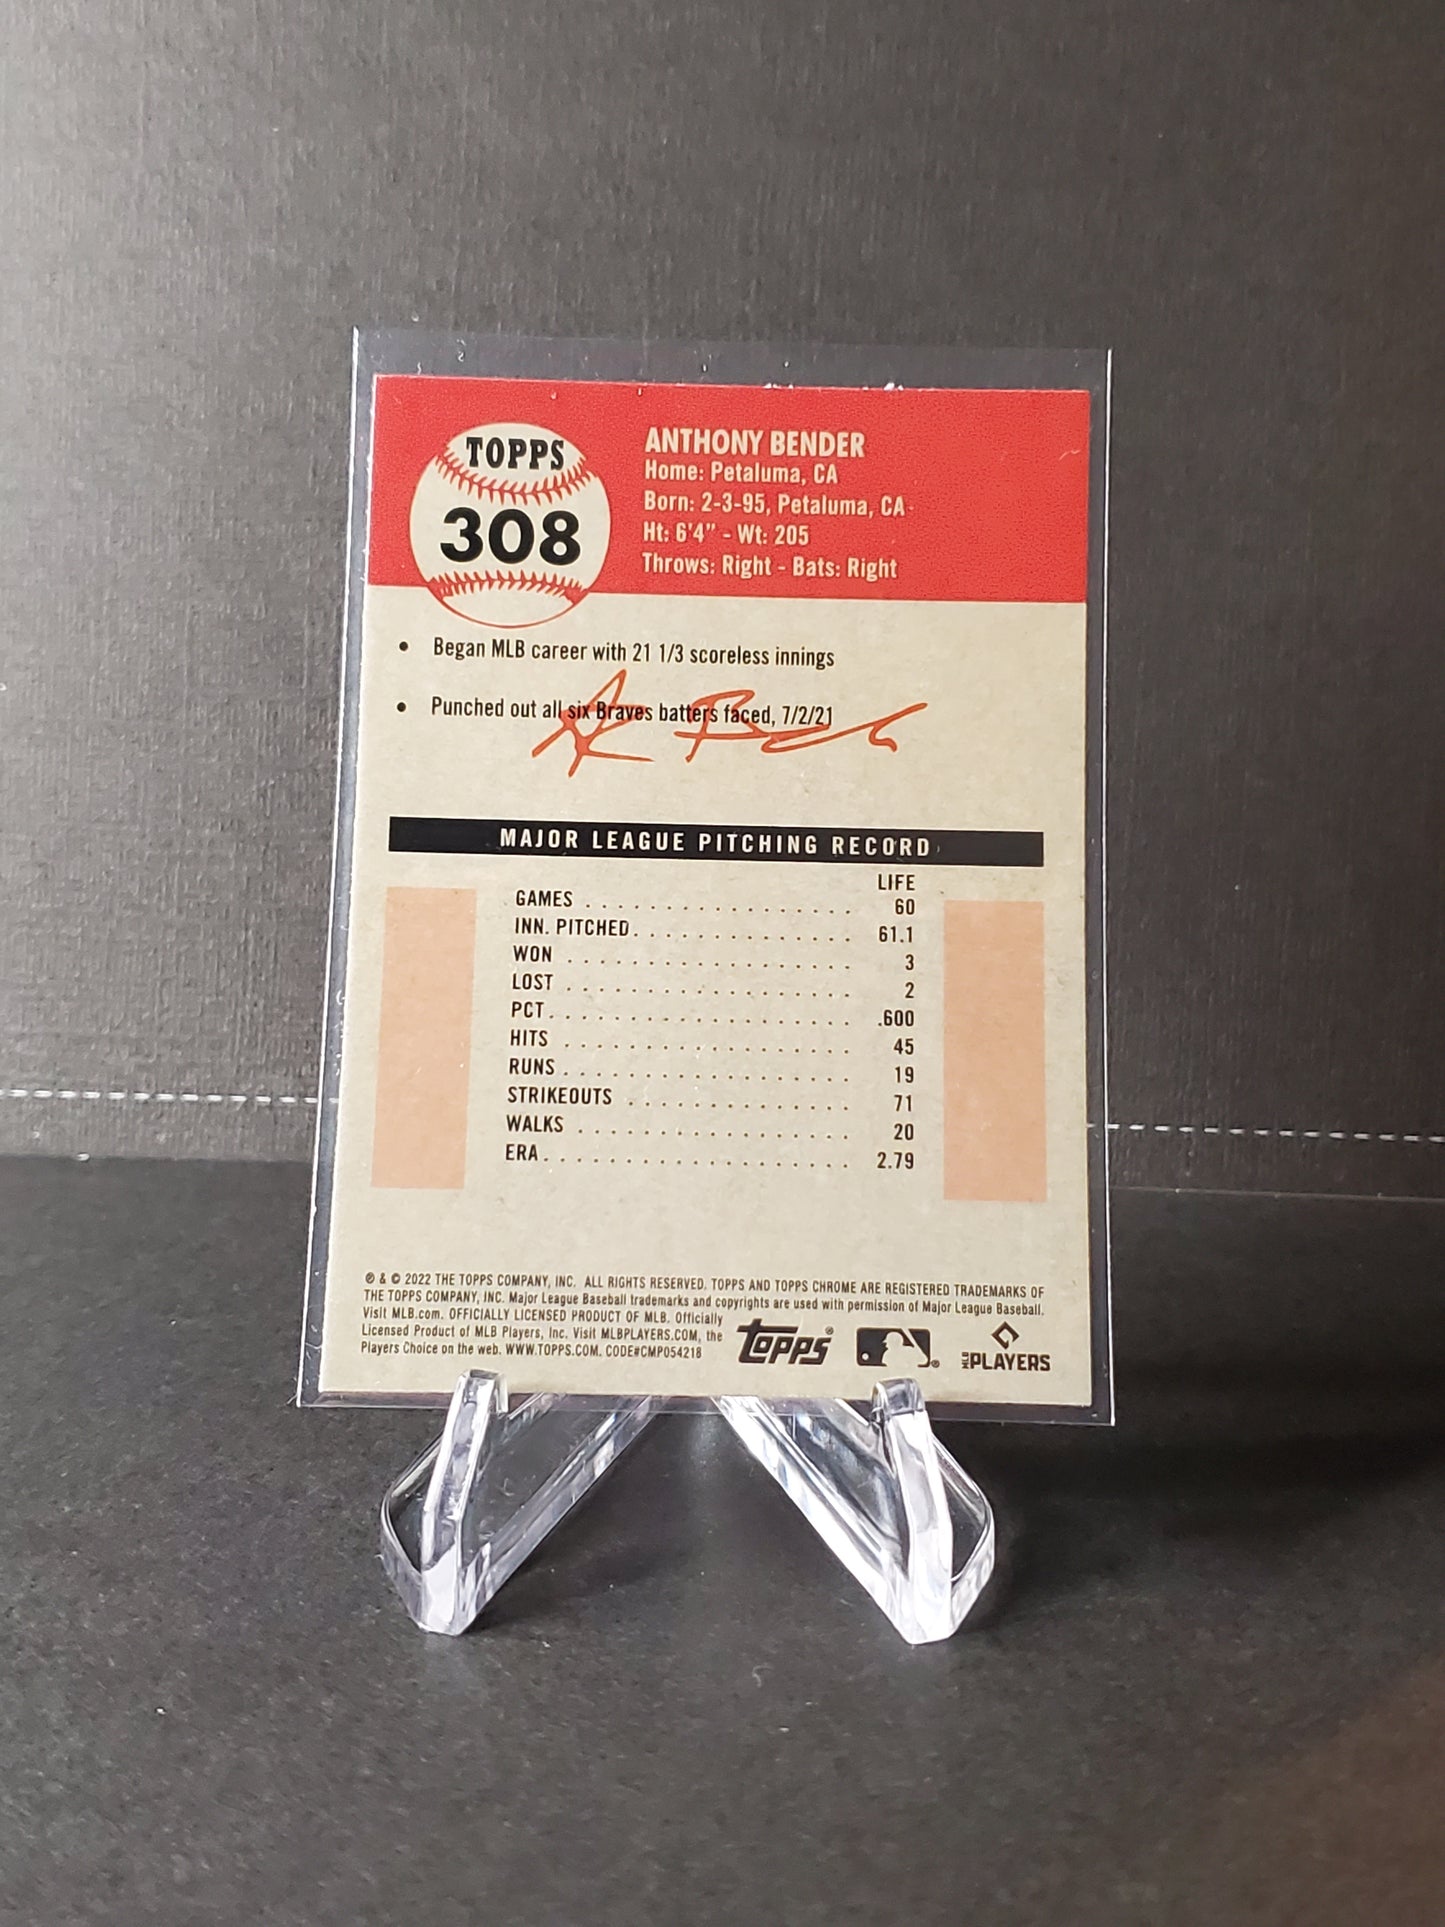 TOPPS
308
ANTHONY BENDER
Home: Petaluma, CA
Born: 2-3-95, Petaluma, CA
Ht: 6'4" - Wt: 205
Throws: Right - Bats: Right
• Began MLB career with 21 1/3 scoreless innings
• Punched out all six Braves batters faced, 7/2/21
MAJOR LEAGUE PITCHING RECORD
LIFE
GAMES . . . . . . . . . . . . . . . . . 60
INN. PITCHED. . . . . . . . . . . . . . 61.1
WON . . . . . . . . . . . . . . . . . 3
LOST . . . . . . . . . . . . . . . . . 2
PCT. . . . . . . . . . . . . . . . . . .600
HITS . . . . . . . . . . . . . . . . . 45
RUNS . . . . . . . . . . . . . . . . . 19
STRIKEOUTS . . . . . . . . . . . . . 71
WALKS . . . . . . . . . . . . . . . . 20
ERA. . . . . . . . . . . . . . . . . . 2.79
® & © 2022 THE TOPPS COMPANY, INC. ALL RIGHTS RESERVED. TOPPS AND TOPPS CHROME ARE REGISTERED TRADEMARKS OF
THE TOPPS COMPANY, INC. Major League Baseball trademarks and copyrights are used with permission of Major League Baseball.
Visit MLB.com. OFFICIALLY LICENSED PRODUCT OF MLB. Officially
Licensed Product of MLB Players, Inc. Visit MLBPLAYERS.COM, the
Players Choice on the web. WWW.TOPPS.COM. CODE#CMP054218
topps®
MLB PLAYERS